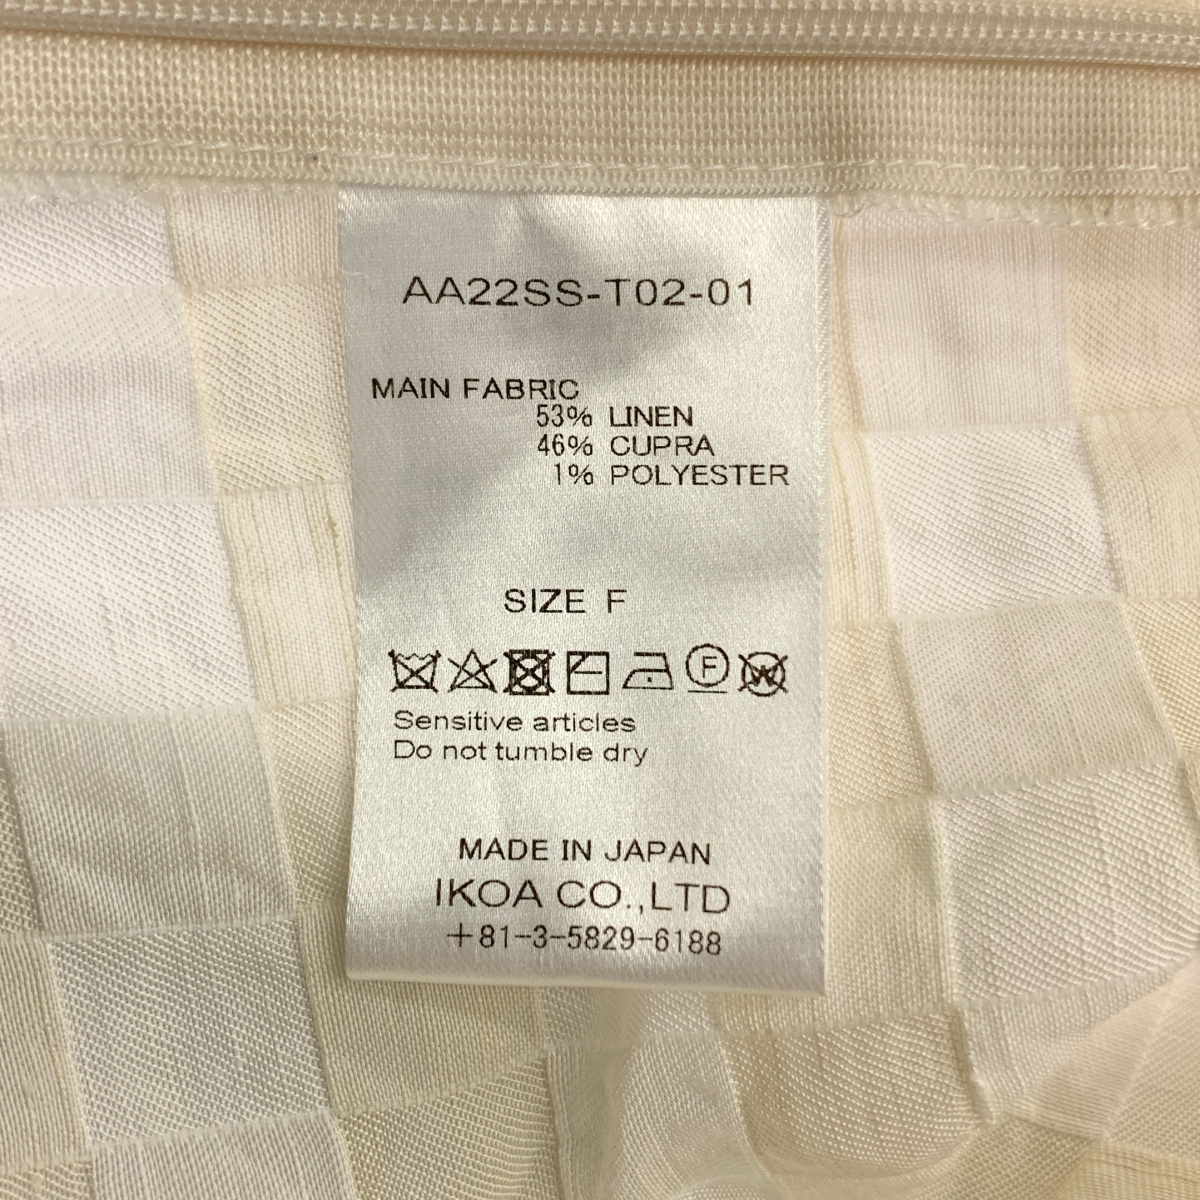 AA22SS-T02-01
MAIN FABRIC
53% LINEN
46% CUPRA
1% POLYESTER
SIZE F
F W
Sensitive articles
Do not tumble dry
MADE IN JAPAN
IKOA CO.,LTD
+81-3-5829-6188